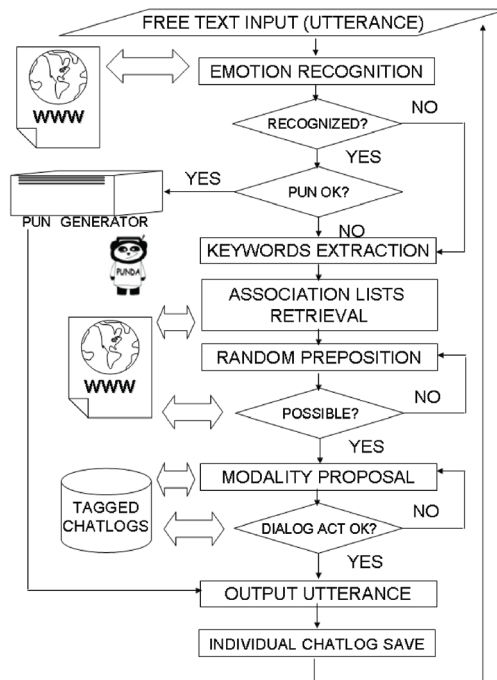 FREE TEXT INPUT (UTTERANCE)
EMOTION RECOGNITION
WWW
RECOGNIZED?
NO
YES
PUN OK?
YES
PUN GENERATOR
NO
PUNDA
KEYWORDS EXTRACTION
ASSOCIATION LISTS
RETRIEVAL
RANDOM PREPOSITION
WWW
POSSIBLE?
NO
YES
MODALITY PROPOSAL
TAGGED
CHATLOGS
DIALOG ACT OK?
NO
YES
OUTPUT UTTERANCE
INDIVIDUAL CHATLOG SAVE